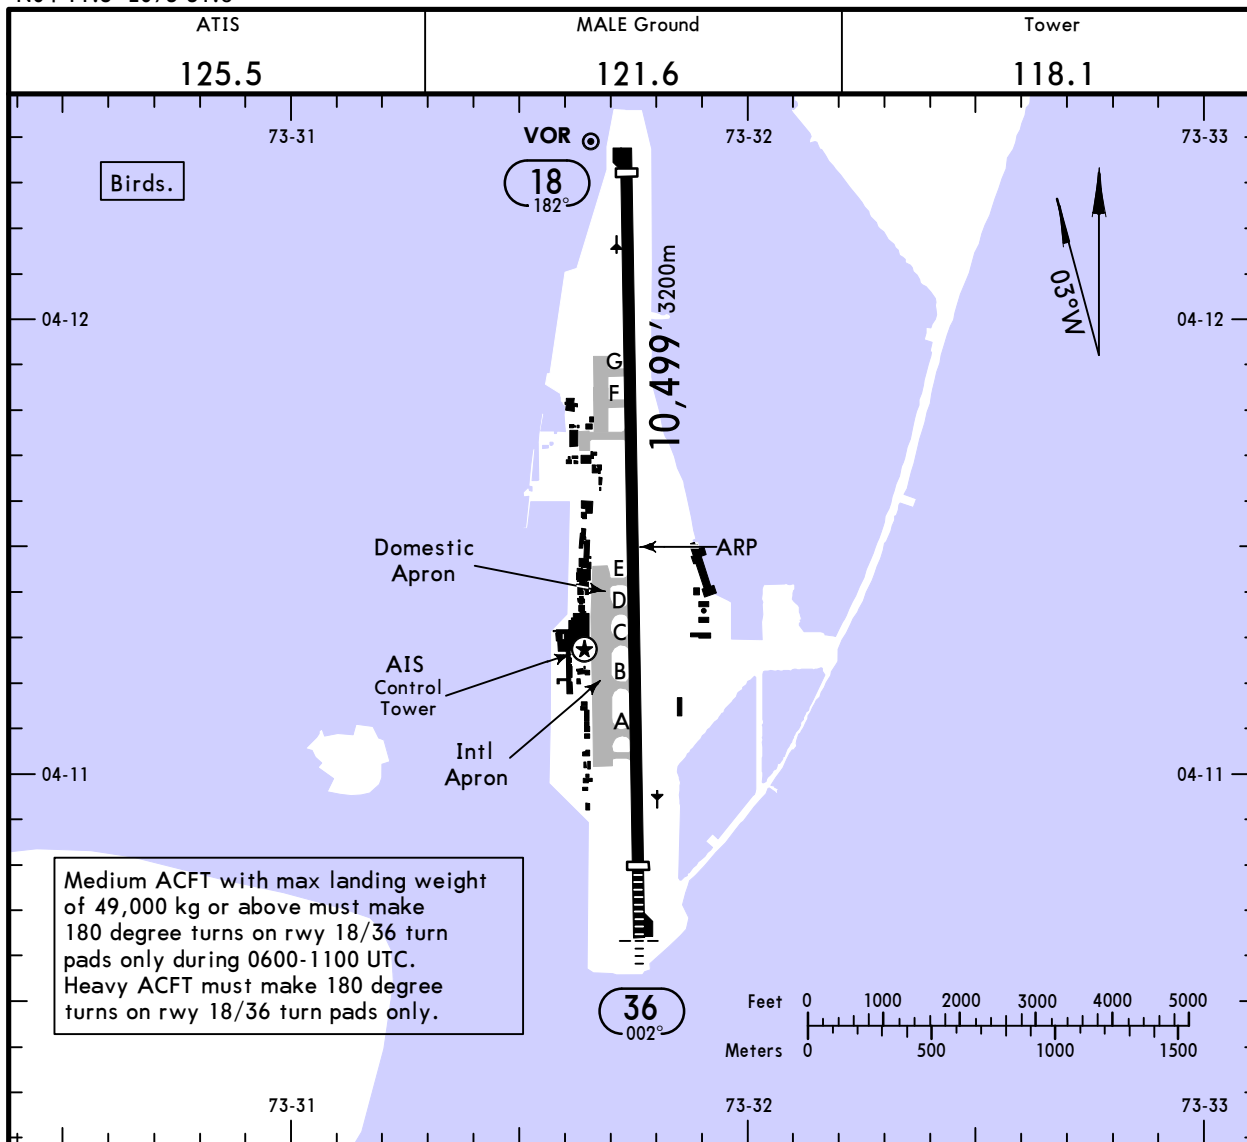 ATIS
MALE Ground
Tower
125.5
121.6
118.1
73-31
VOR
73-32
73-33
Birds.
18
182°
03°W
04-12
04-12
10,499′ 3200m
G
F
Domestic
Apron
ARP
E
D
C
B
A
AIS
Control
Tower
Intl
Apron
04-11
04-11
Medium ACFT with max landing weight
of 49,000 kg or above must make
180 degree turns on rwy 18/36 turn
pads only during 0600-1100 UTC.
Heavy ACFT must make 180 degree
turns on rwy 18/36 turn pads only.
36
002°
Feet 0 1000 2000 3000 4000 5000
Meters 0 500 1000 1500
73-31
73-32
73-33